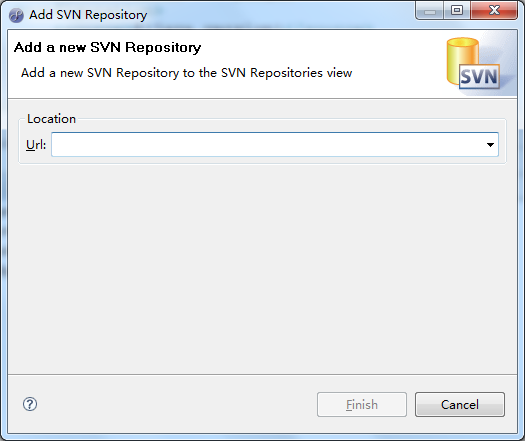 Add SVN Repository
Add a new SVN Repository
Add a new SVN Repository to the SVN Repositories view
SVN
Location
Url:
?
Finish
Cancel